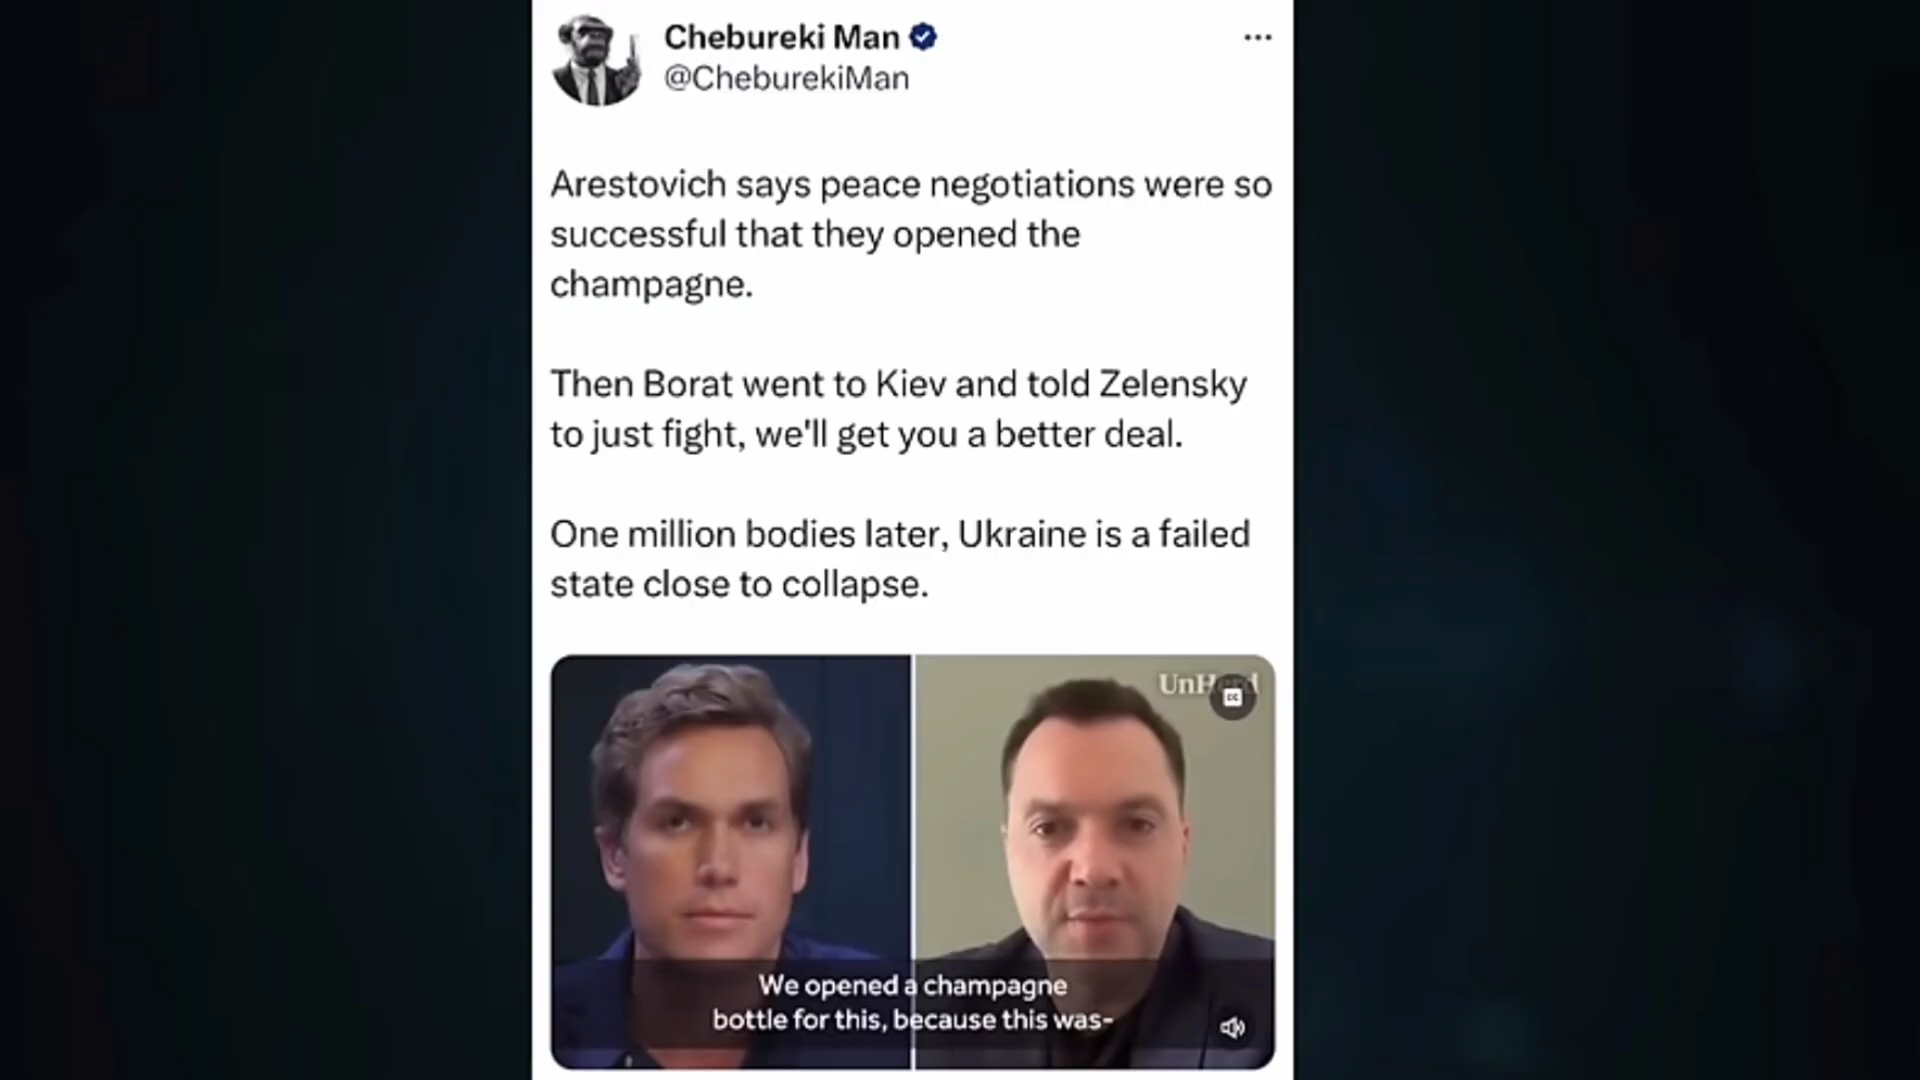 Chebureki Man
@CheburekiMan
Arestovich says peace negotiations were so
successful that they opened the
champagne.
Then Borat went to Kiev and told Zelensky
to just fight, we'll get you a better deal.
One million bodies later, Ukraine is a failed
state close to collapse.
UnHerd
We opened a champagne
bottle for this, because this was-